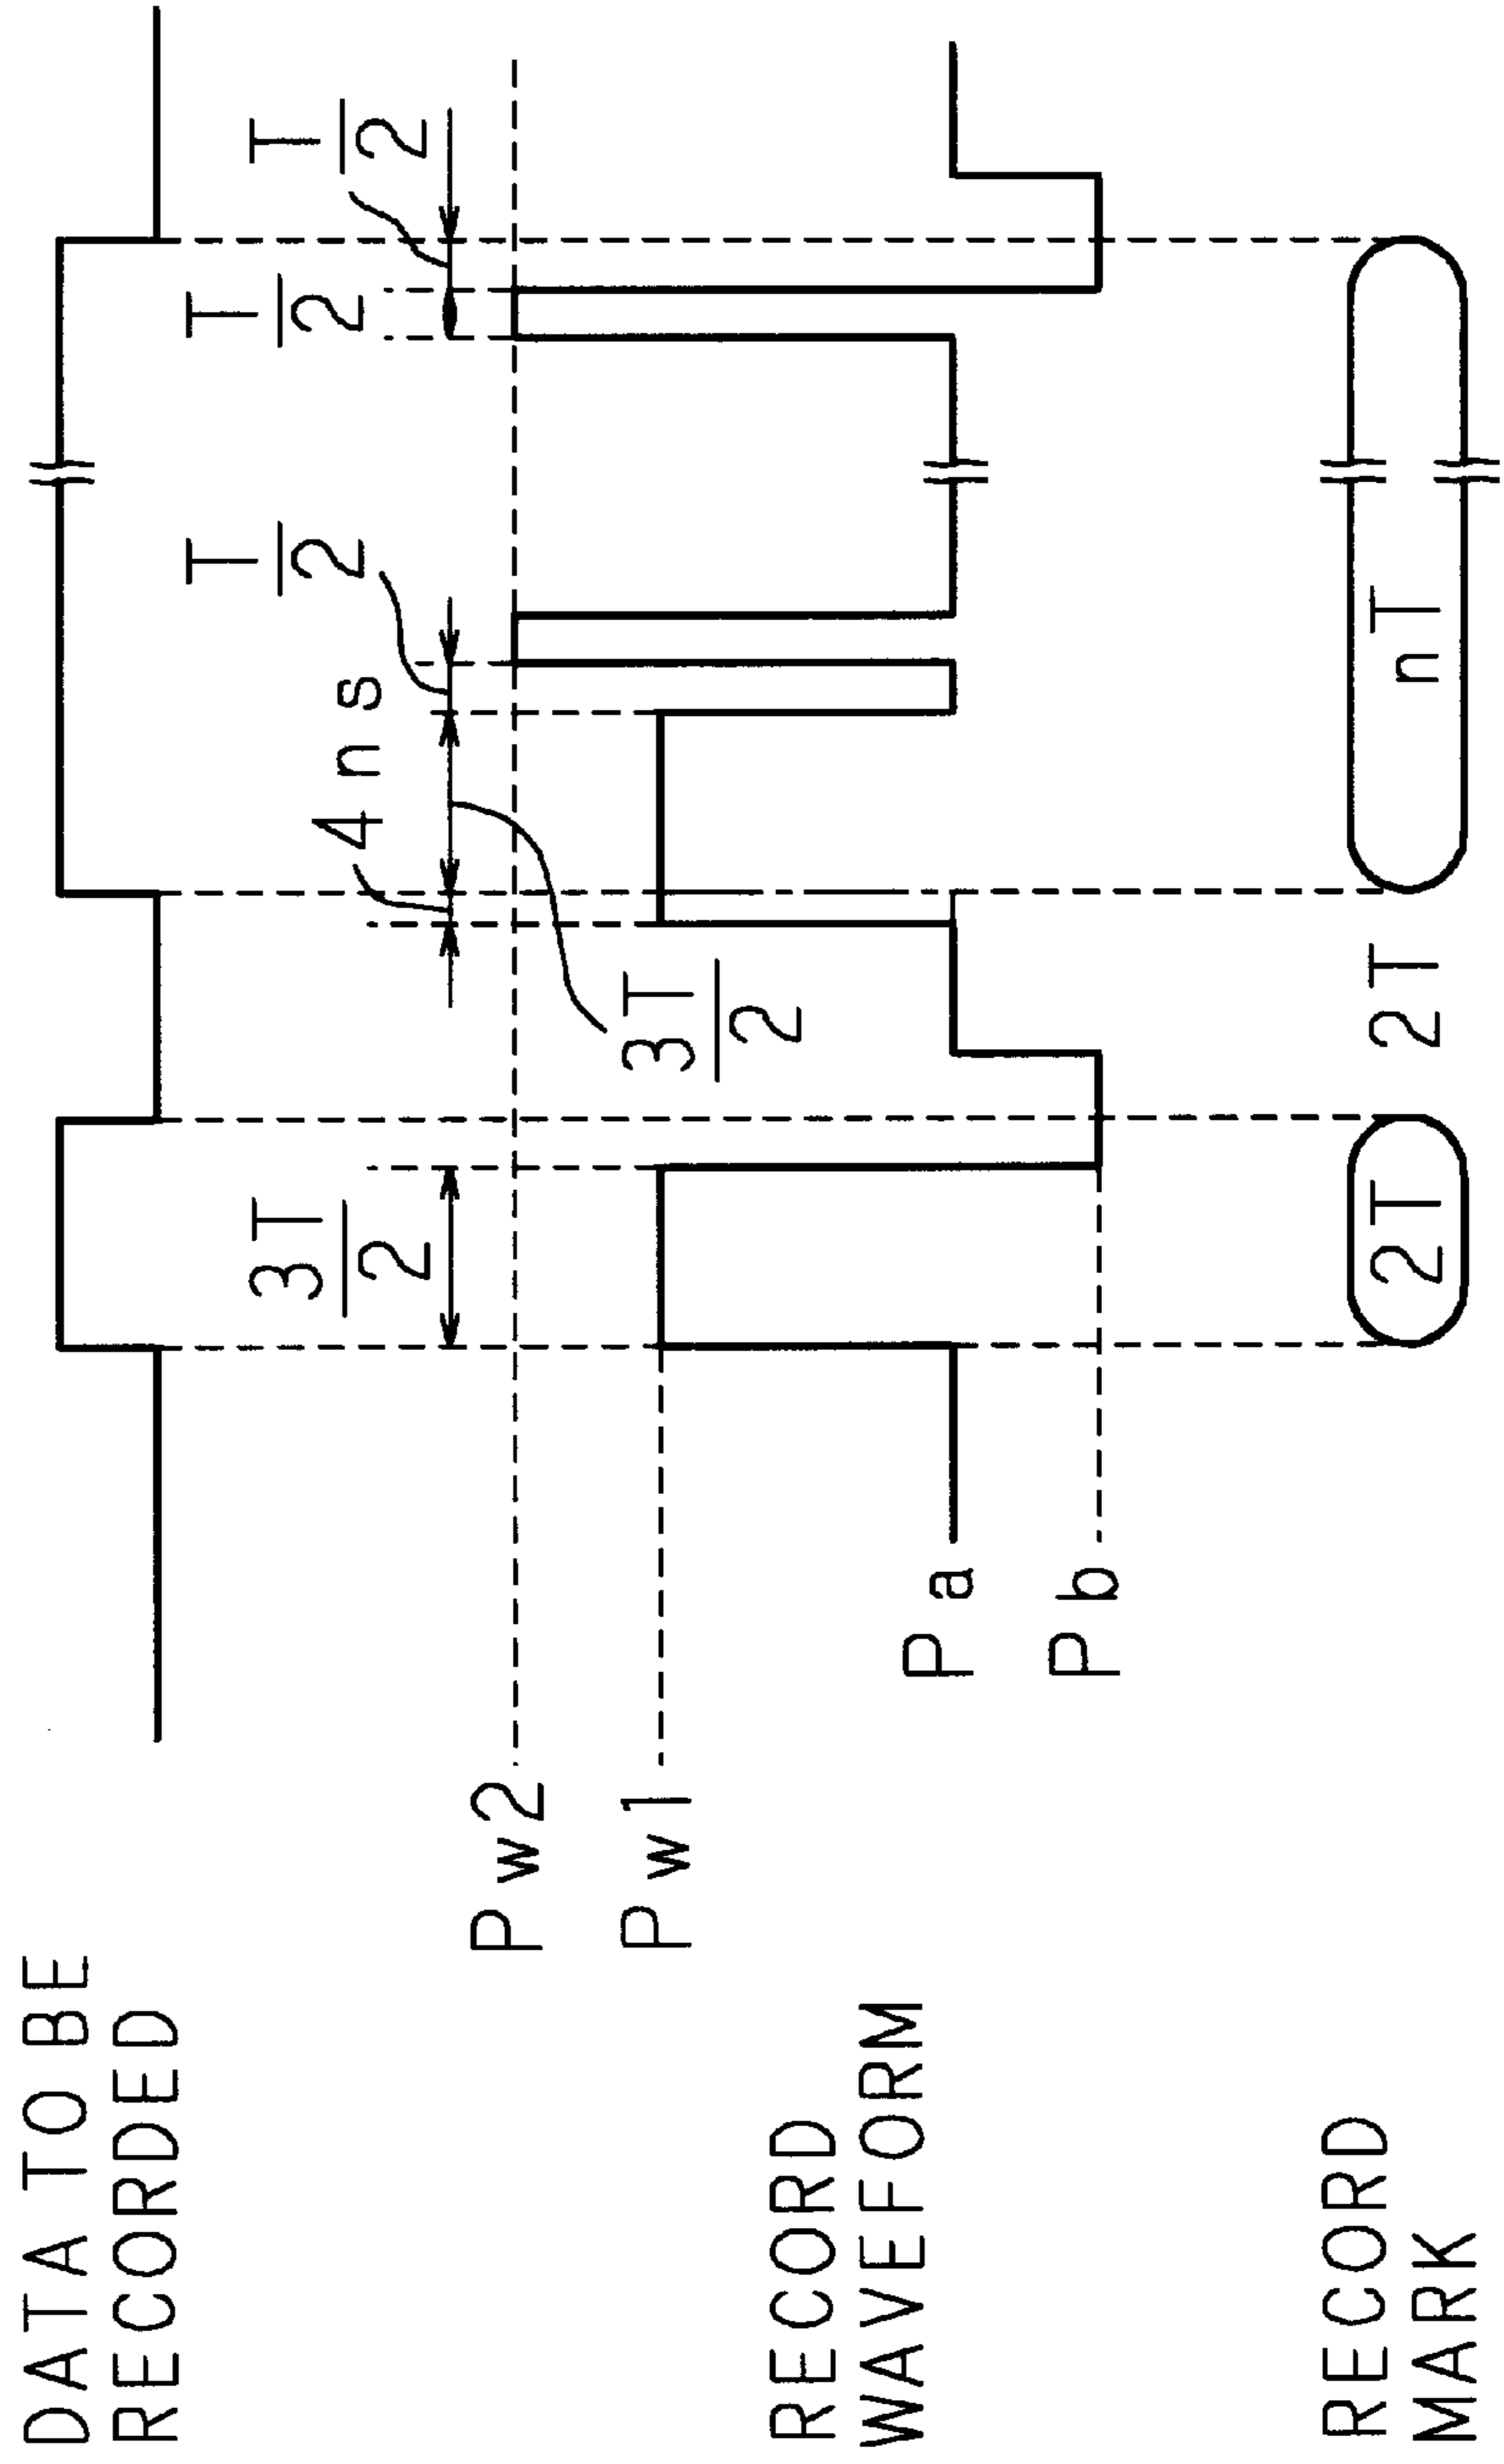 DATA TO BE
RECORDED
3T
2
4ns
T
2
T
2
T
2
3T
2
Pw2
Pw1
RECORD
WAVEFORM
Pa
Pb
RECORD
MARK
2T
2T
nT